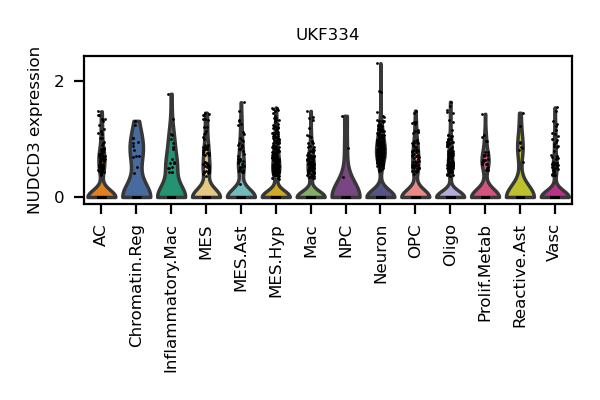 UKF334
NUDCD3 expression
2
0
AC
Chromatin.Reg
Inflammatory.Mac
MES
MES.Ast
MES.Hyp
Mac
NPC
Neuron
OPC
Oligo
Prolif.Metab
Reactive.Ast
Vasc